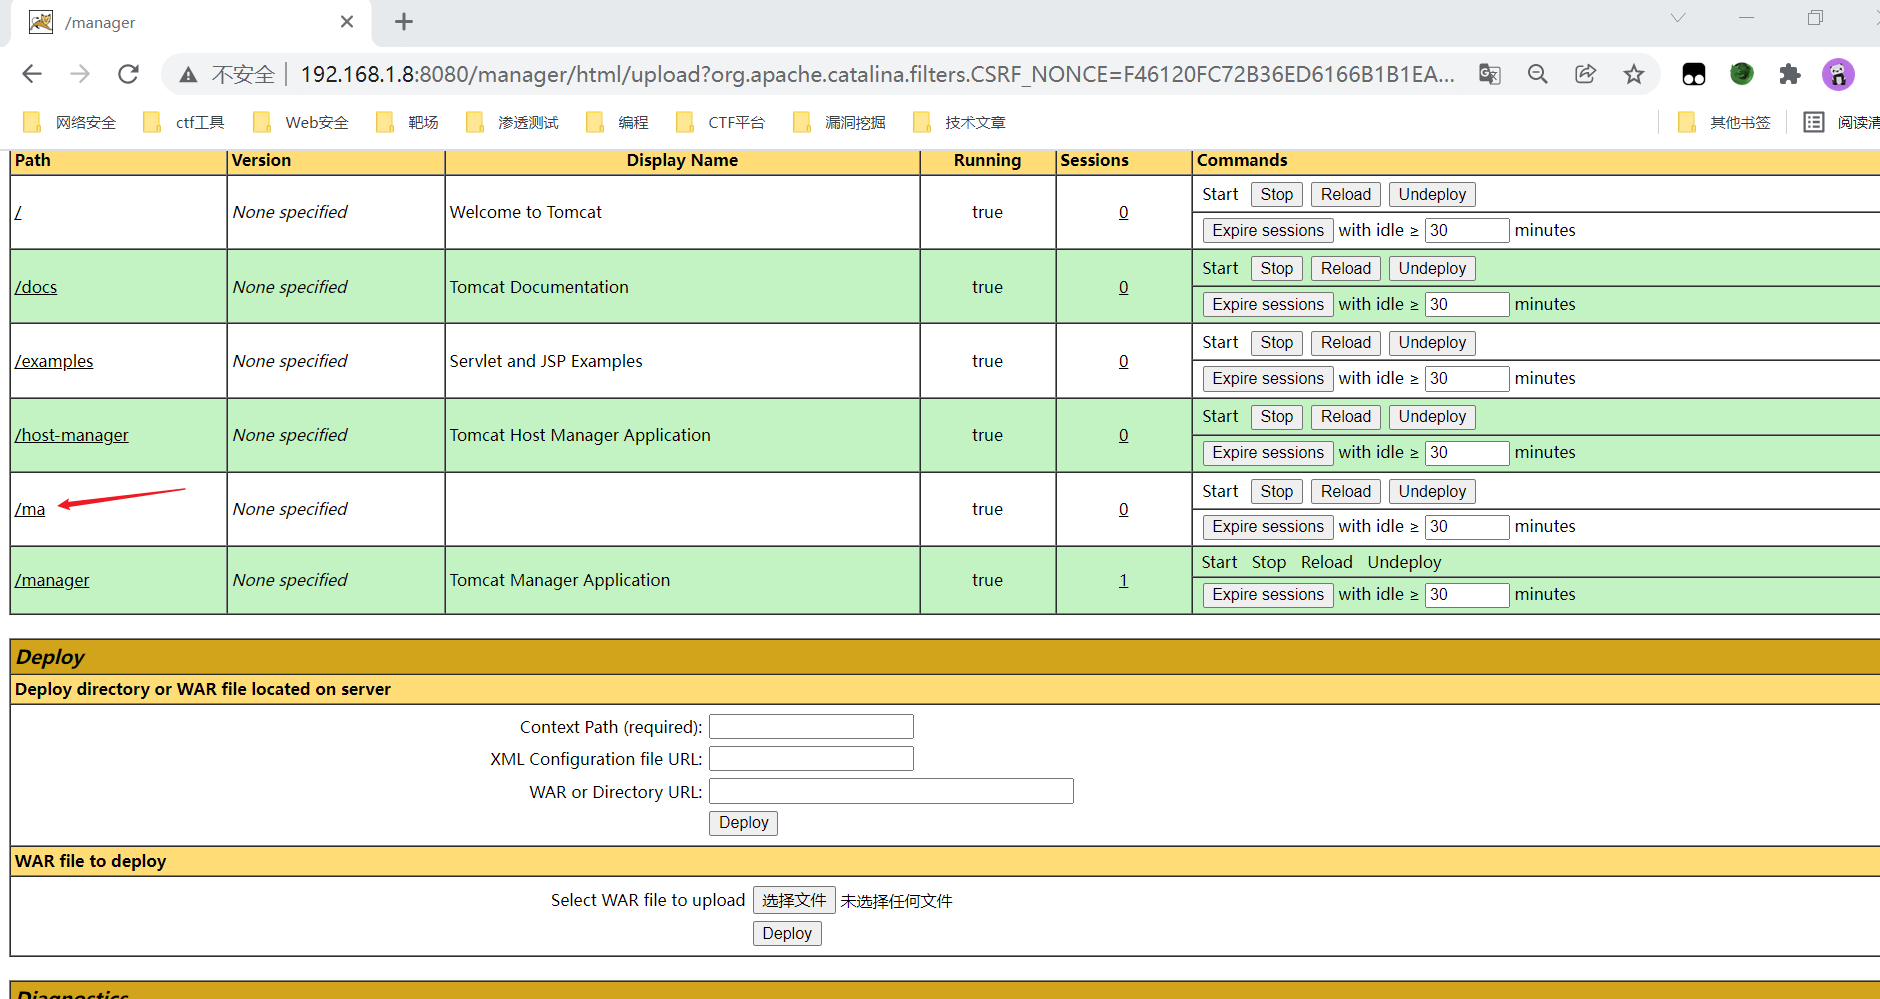 /manager
不安全 192.168.1.8:8080/manager/html/upload?org.apache.catalina.filters.CSRF_NONCE=F46120FC72B36ED6166B1B1EA...
网络安全 ctf工具 Web安全 靶场 渗透测试 编程 CTF平台 漏洞挖掘 技术文章 其他书签 阅读清
Path Version Display Name Running Sessions Commands
/ None specified Welcome to Tomcat true 0 Start Stop Reload Undeploy
Expire sessions with idle ≥ 30 minutes
/docs None specified Tomcat Documentation true 0 Start Stop Reload Undeploy
Expire sessions with idle ≥ 30 minutes
/examples None specified Servlet and JSP Examples true 0 Start Stop Reload Undeploy
Expire sessions with idle ≥ 30 minutes
/host-manager None specified Tomcat Host Manager Application true 0 Start Stop Reload Undeploy
Expire sessions with idle ≥ 30 minutes
/ma None specified true 0 Start Stop Reload Undeploy
Expire sessions with idle ≥ 30 minutes
/manager None specified Tomcat Manager Application true 1 Start Stop Reload Undeploy
Expire sessions with idle ≥ 30 minutes
Deploy
Deploy directory or WAR file located on server
Context Path (required):
XML Configuration file URL:
WAR or Directory URL:
Deploy
WAR file to deploy
Select WAR file to upload 选择文件 未选择任何文件
Deploy
Diagnostics